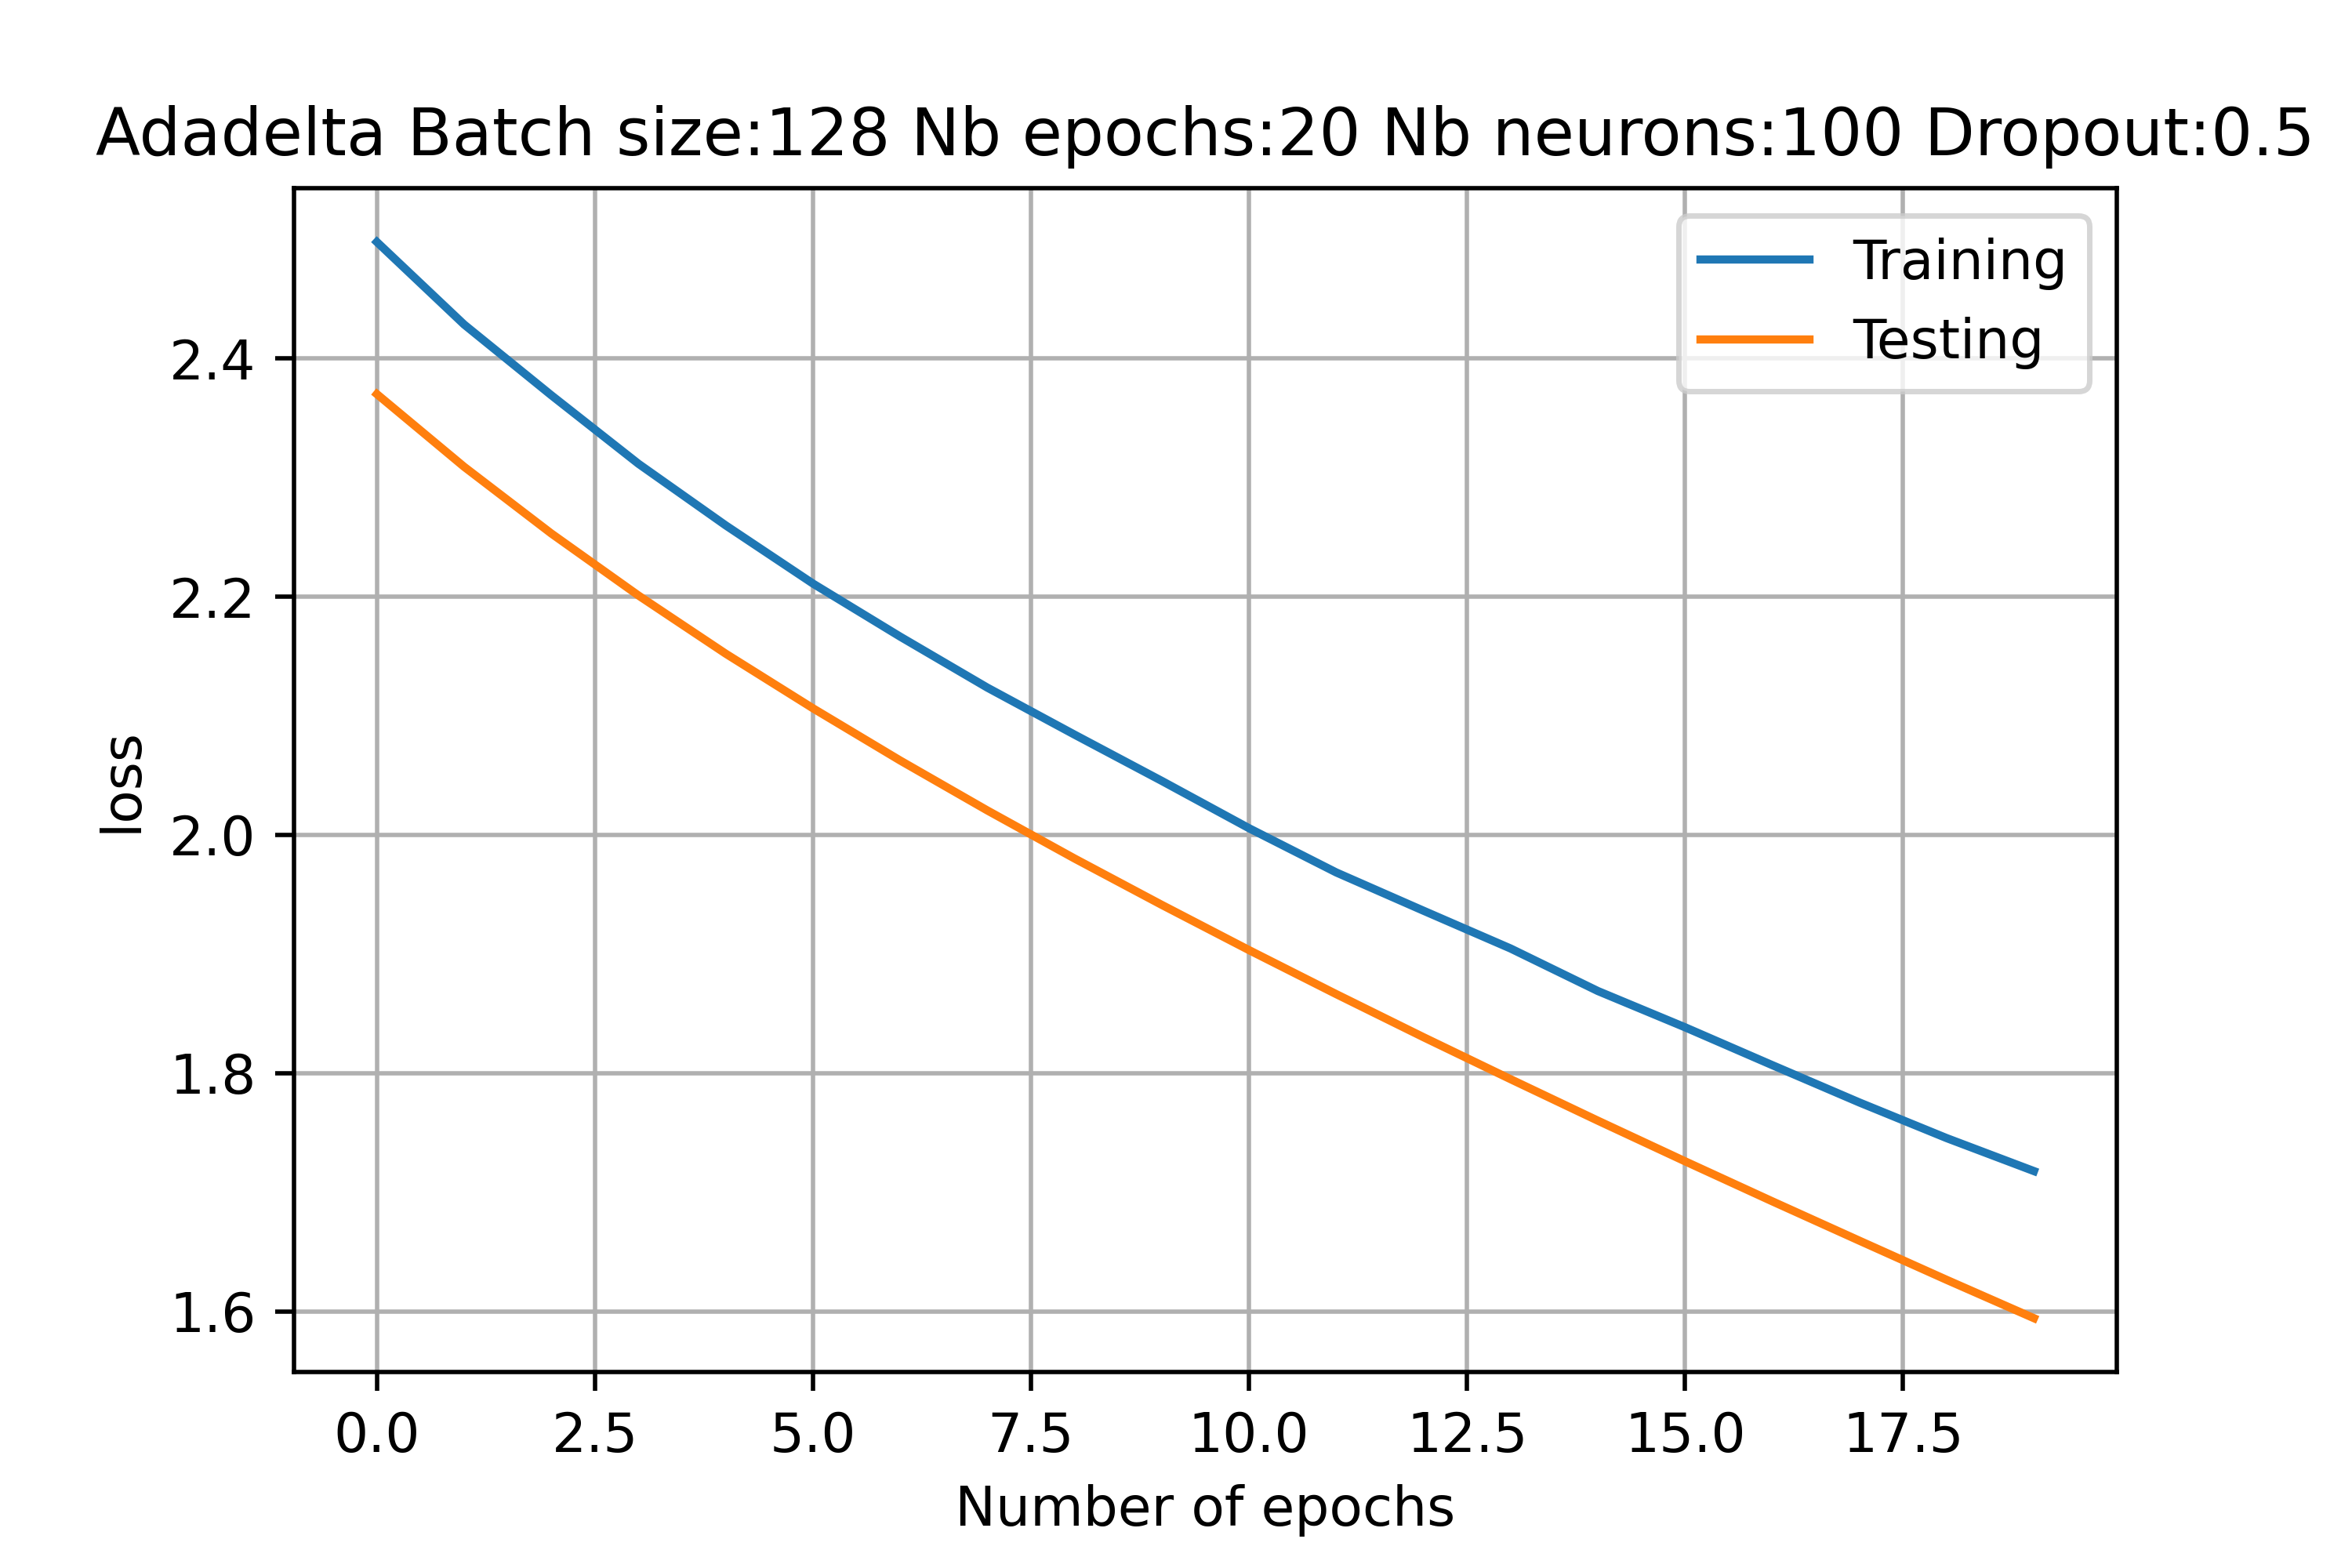 Adadelta Batch size:128 Nb epochs:20 Nb neurons:100 Dropout:0.5
Training
Testing
2.4
2.2
2.0
1.8
1.6
loss
0.0 2.5 5.0 7.5 10.0 12.5 15.0 17.5
Number of epochs